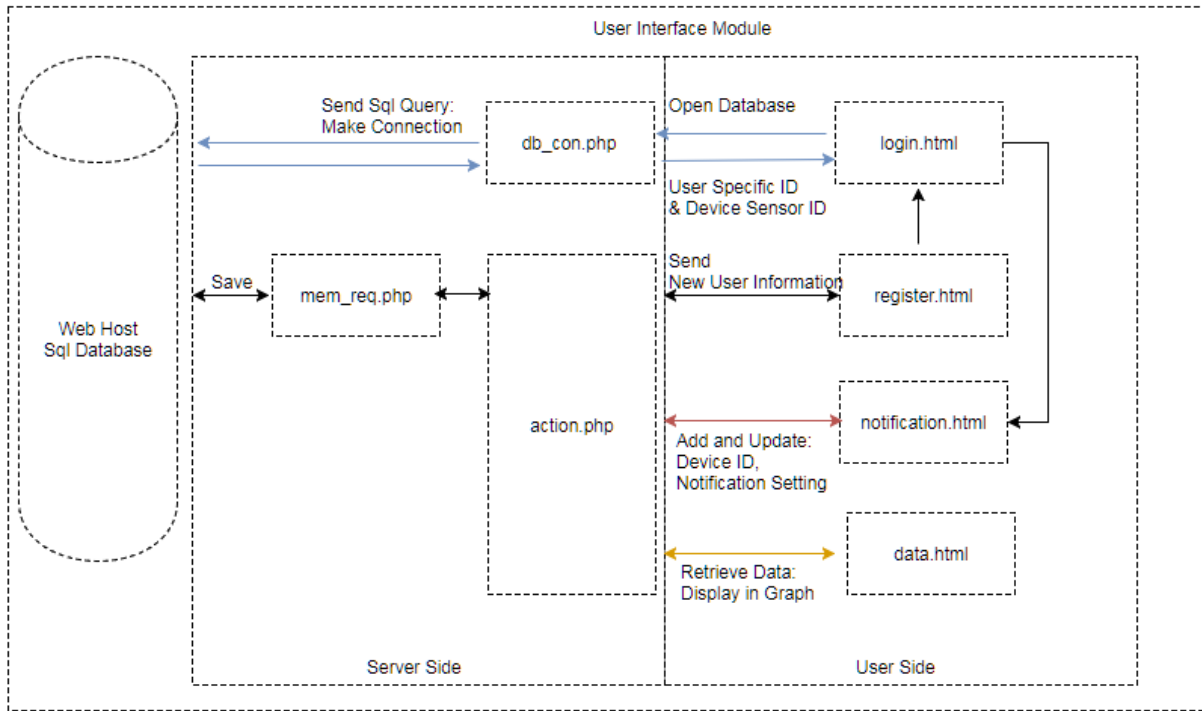 User Interface Module
Send Sql Query:
Make Connection
db_con.php
Open Database
login.html
User Specific ID
& Device Sensor ID
Save
mem_req.php
Send
New User Information
register.html
Web Host
Sql Database
action.php
notification.html
Add and Update:
Device ID,
Notification Setting
data.html
Retrieve Data:
Display in Graph
Server Side
User Side